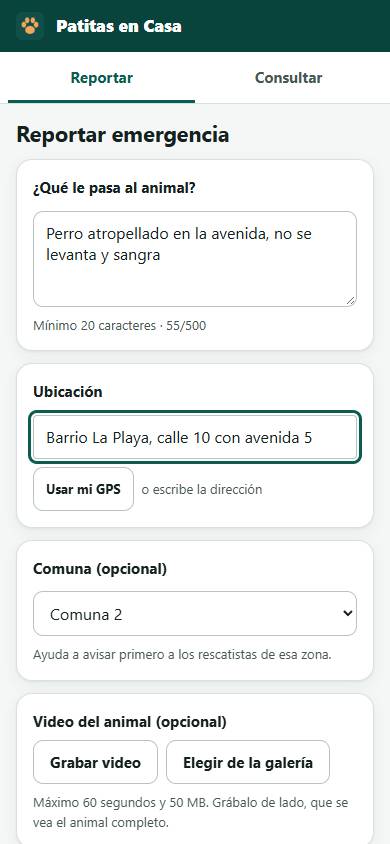 Patitas en Casa
Reportar
Consultar
Reportar emergencia
¿Qué le pasa al animal?
Perro atropellado en la avenida, no se
levanta y sangra
Mínimo 20 caracteres · 55/500
Ubicación
Barrio La Playa, calle 10 con avenida 5
Usar mi GPS
o escribe la dirección
Comuna (opcional)
Comuna 2
Ayuda a avisar primero a los rescatistas de esa zona.
Video del animal (opcional)
Grabar video
Elegir de la galería
Máximo 60 segundos y 50 MB. Grábalo de lado, que se
vea el animal completo.